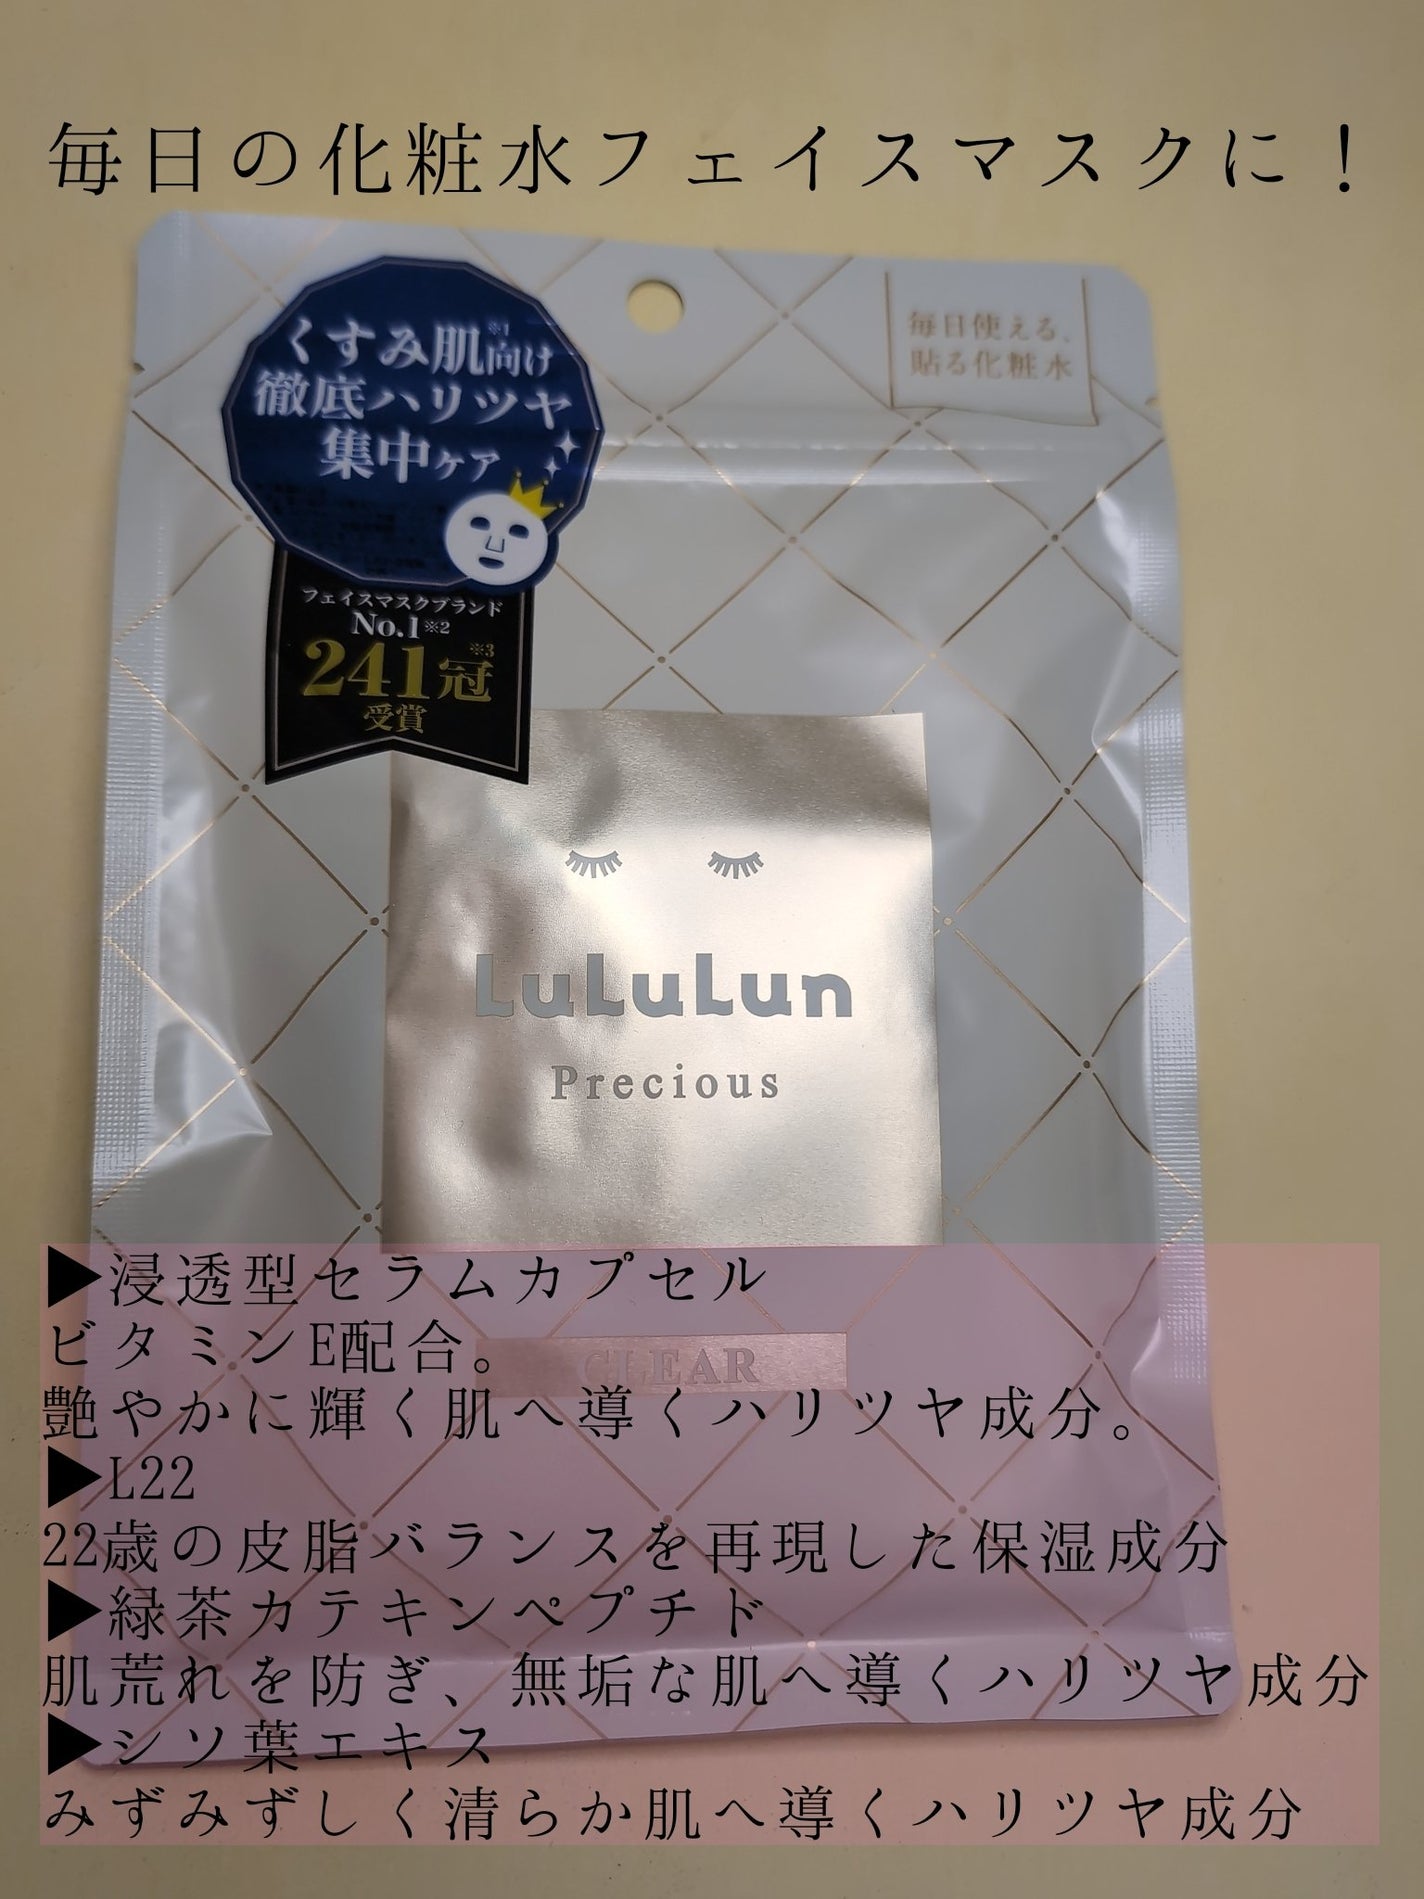 毎日の化粧水フェイスマスクに！
毎日使える、
貼る化粧水
くすみ肌※1向け
徹底ハリツヤ
集中ケア
フェイスマスクブランド
No.1※2
241冠※3
受賞
LuLuLun
Precious
CLEAR
▶浸透型セラムカプセル
ビタミンE配合。
艶やかに輝く肌へ導くハリツヤ成分。
▶L22
22歳の皮脂バランスを再現した保湿成分
▶緑茶カテキンペプチド
肌荒れを防ぎ、無垢な肌へ導くハリツヤ成分
▶シソ葉エキス
みずみずしく清らか肌へ導くハリツヤ成分